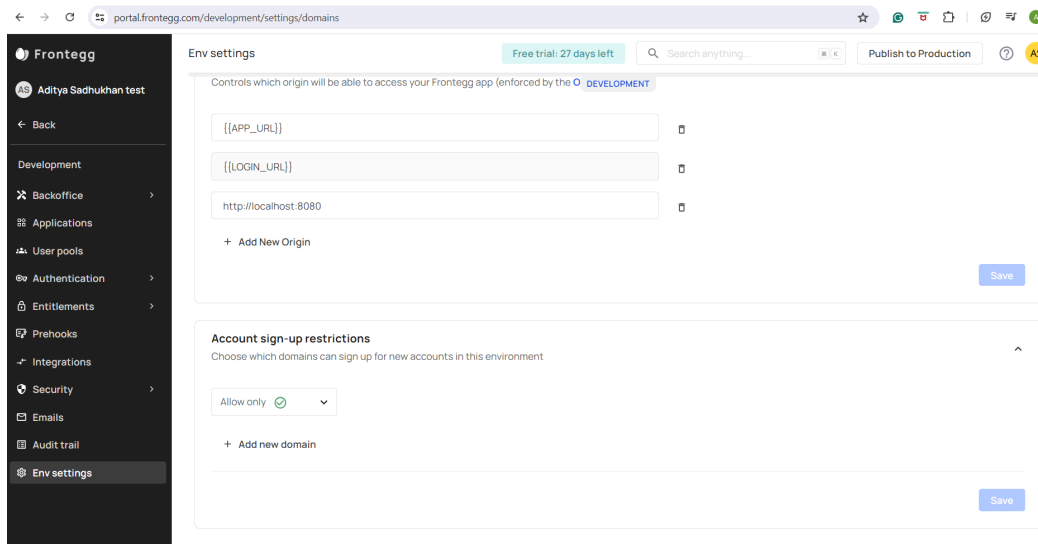 portal.frontegg.com/development/settings/domains
Frontegg
Env settings
Free trial: 27 days left
Search anything...
⌘ K
Publish to Production
AS
AS Aditya Sadhukhan test
Controls which origin will be able to access your Frontegg app (enforced by the O
DEVELOPMENT
Back
{{APP_URL}}
Development
{{LOGIN_URL}}
Backoffice
http://localhost:8080
Applications
+ Add New Origin
User pools
Authentication
Save
Entitlements
Prehooks
Account sign-up restrictions
Choose which domains can sign up for new accounts in this environment
Integrations
Security
Allow only
Emails
+ Add new domain
Audit trail
Env settings
Save